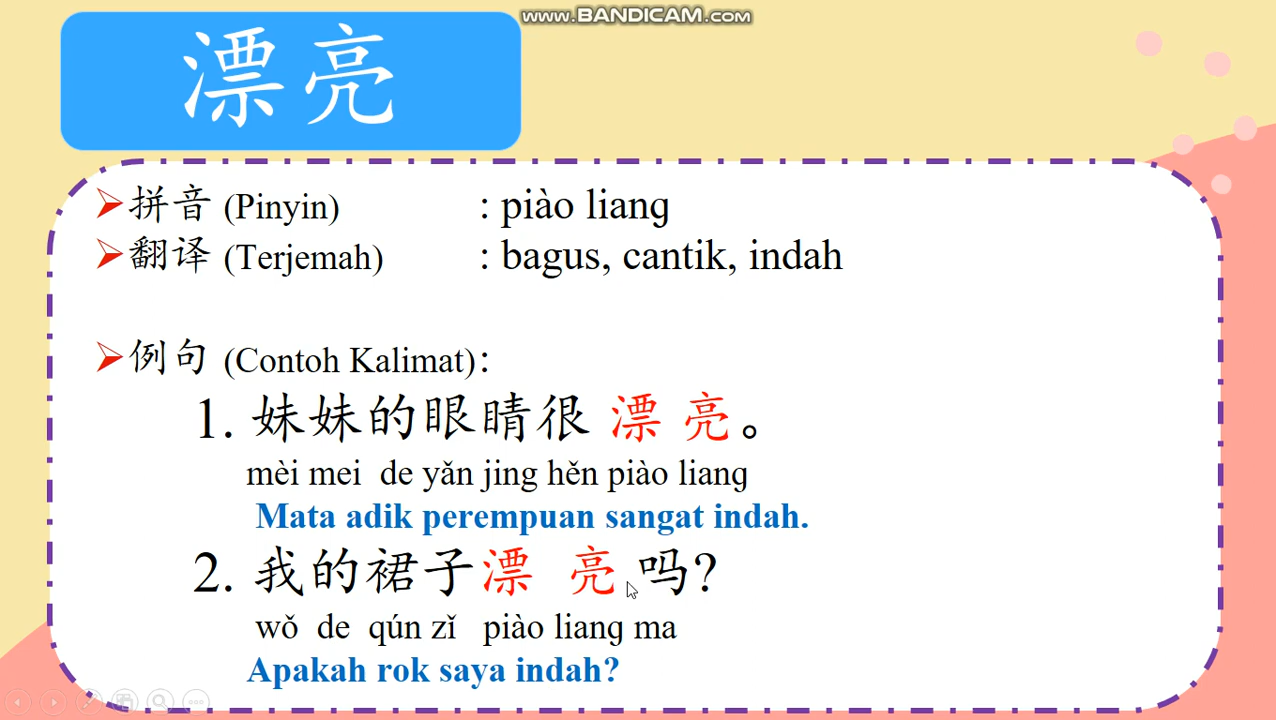 WWW.BANDICAM.COM
漂亮
拼音 (Pinyin) : piào liang
翻译 (Terjemah) : bagus, cantik, indah
例句 (Contoh Kalimat) :
1. 妹妹的眼睛很 漂 亮。
mèi mei de yǎn jing hěn piào liang
Mata adik perempuan sangat indah.
2. 我的裙子漂 亮 吗?
wǒ de qún zǐ piào liang ma
Apakah rok saya indah?